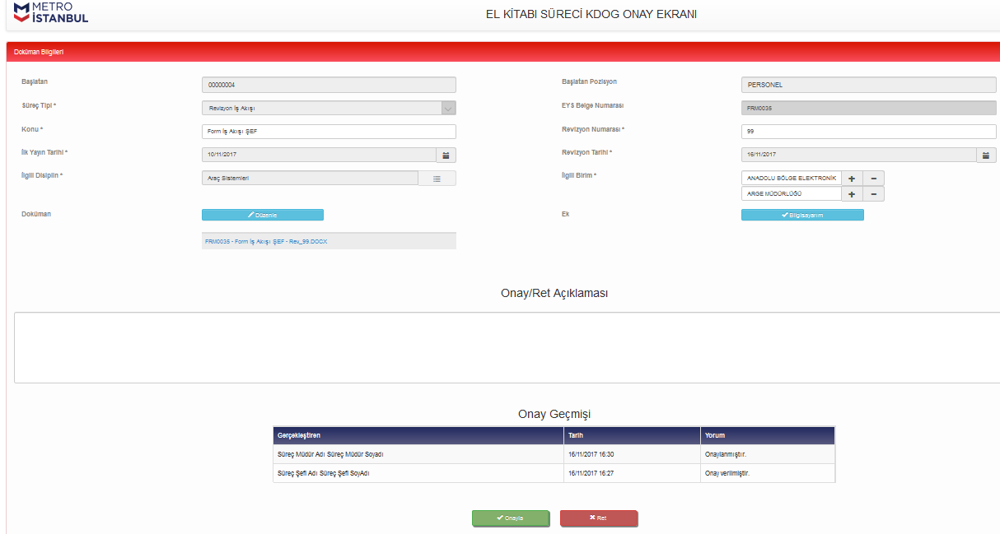 METRO
İSTANBUL
EL KİTABI SÜRECİ KDOG ONAY EKRANI
Doküman Bilgileri
Başlatan
00000004
Başlatan Pozisyon
PERSONEL
Süreç Tipi *
Revizyon İş Akışı
EYS Belge Numarası
FRM0035
Konu *
Form İş Akışı ŞEF
Revizyon Numarası *
99
İlk Yayın Tarihi *
10/11/2017
Revizyon Tarihi *
16/11/2017
İlgili Disiplin *
Araç Sistemleri
İlgili Birim *
ANADOLU BÖLGE ELEKTRONİK
ARGE MÜDÜRLÜĞÜ
Doküman
Düzenle
Ek
Bilgisayarım
FRM0035 - Form İş Akışı ŞEF - Rev_99.DOCX
Onay/Ret Açıklaması
Onay Geçmişi
Gerçekleştiren Tarih Yorum
Süreç Müdür Adı Süreç Müdür Soyadı 16/11/2017 16:30 Onaylanmıştır.
Süreç Şefi Adı Süreç Şefi SoyAdı 16/11/2017 16:27 Onay verilmiştir.
Onayla
Ret